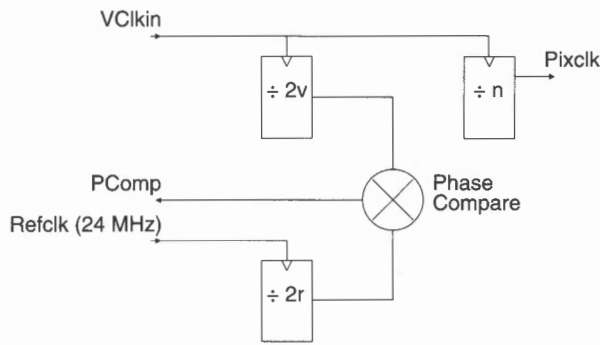 VClkin
Pixclk
÷ 2v
÷ n
PComp
Phase
Compare
Refclk (24 MHz)
÷ 2r